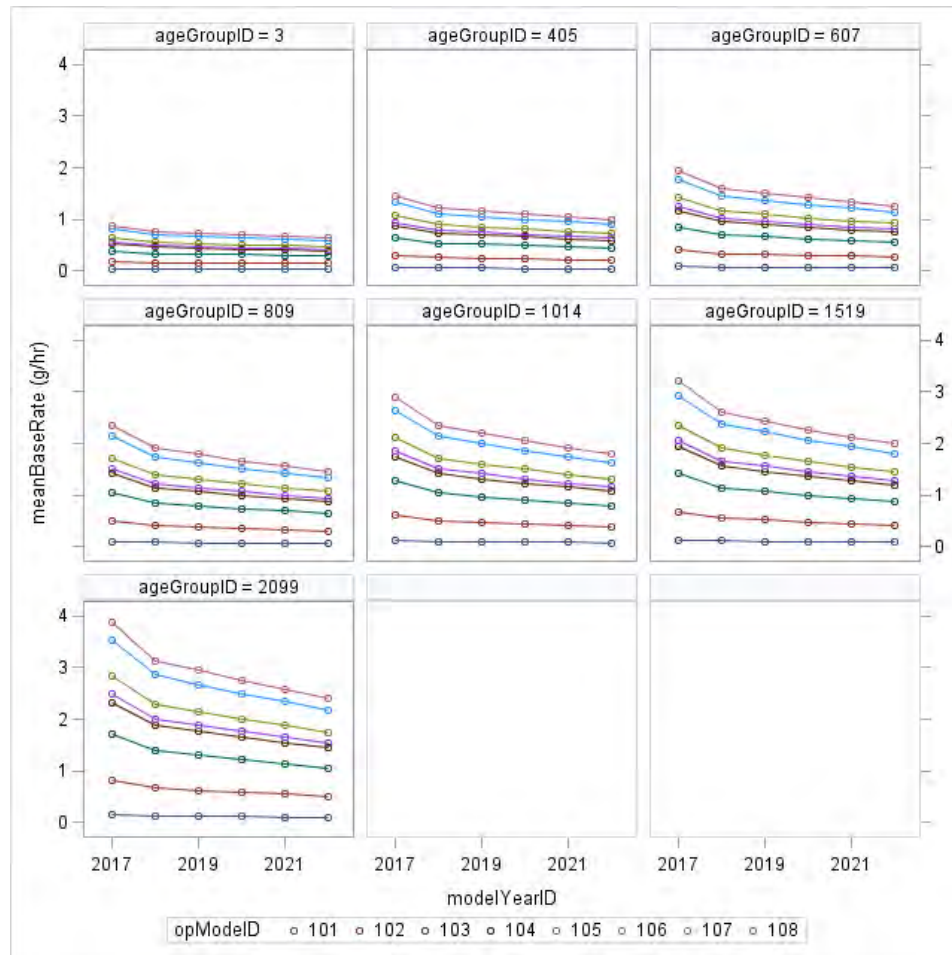 ageGroupID = 3 ageGroupID = 405 ageGroupID = 607
4
3
2
1
0
ageGroupID = 809 ageGroupID = 1014 ageGroupID = 1519
4
3
2
1
0
meanBaseRate (g/hr)
ageGroupID = 2099
4
3
2
1
0
2017 2019 2021 2017 2019 2021 2017 2019 2021
modelYearID
opModeID 101 102 103 104 105 106 107 108